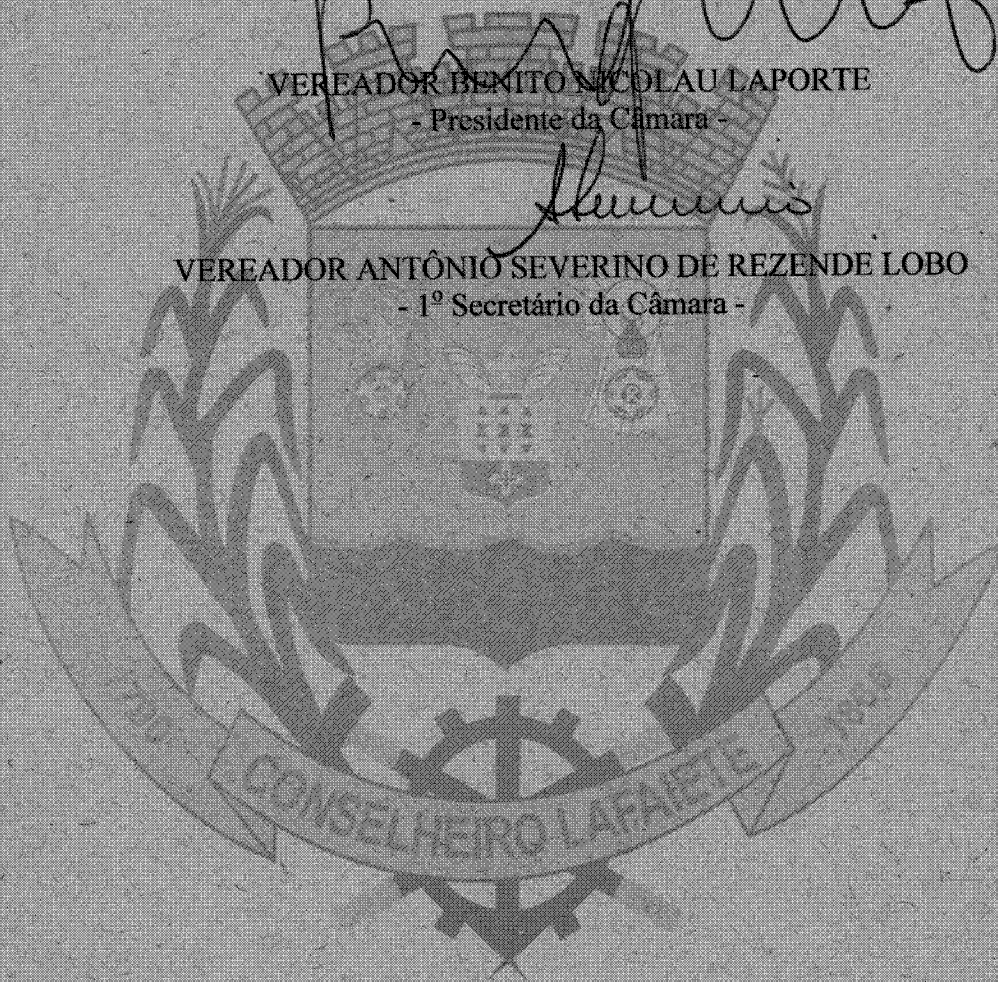 VEREADOR BENITO NICOLAU LAPORTE
- Presidente da Câmara -
VEREADOR ANTÔNIO SEVERINO DE REZENDE LOBO
- 1º Secretário da Câmara -
CONSELHEIRO LAFAIETE